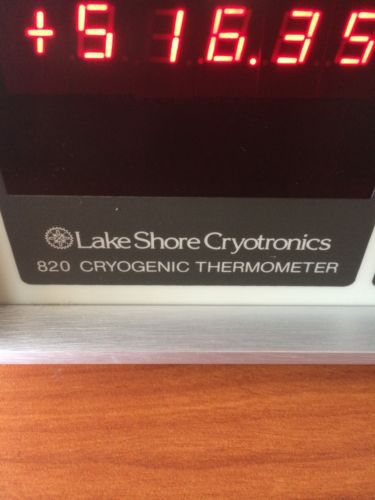 +516.35
Lake Shore Cryotronics
820 CRYOGENIC THERMOMETER